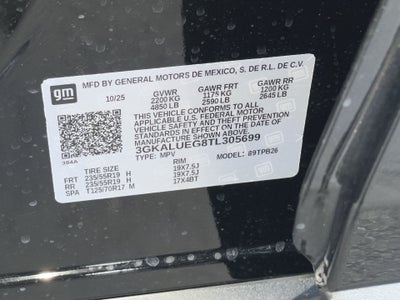 gm
MFD BY GENERAL MOTORS DE MEXICO, S. DE R.L. DE C.V.
10/25 GVWR GAWR FRT GAWR RR
2200 KG 1175 KG 1200 KG
4850 LB 2590 LB 2645 LB
THIS VEHICLE CONFORMS TO ALL
APPLICABLE U.S. FEDERAL MOTOR
VEHICLE SAFETY AND THEFT PREVENTION
STANDARDS IN EFFECT ON THE DATE OF
MANUFACTURE SHOWN ABOVE.
3GKALUEG8TL305699
TYPE: MPV MODEL: 89TPB26
TIRE SIZE RIM
FRT 235/55R19 H 19X7.5J
RR 235/55R19 H 19X7.5J
SP T125/70R17 M 17X4BT